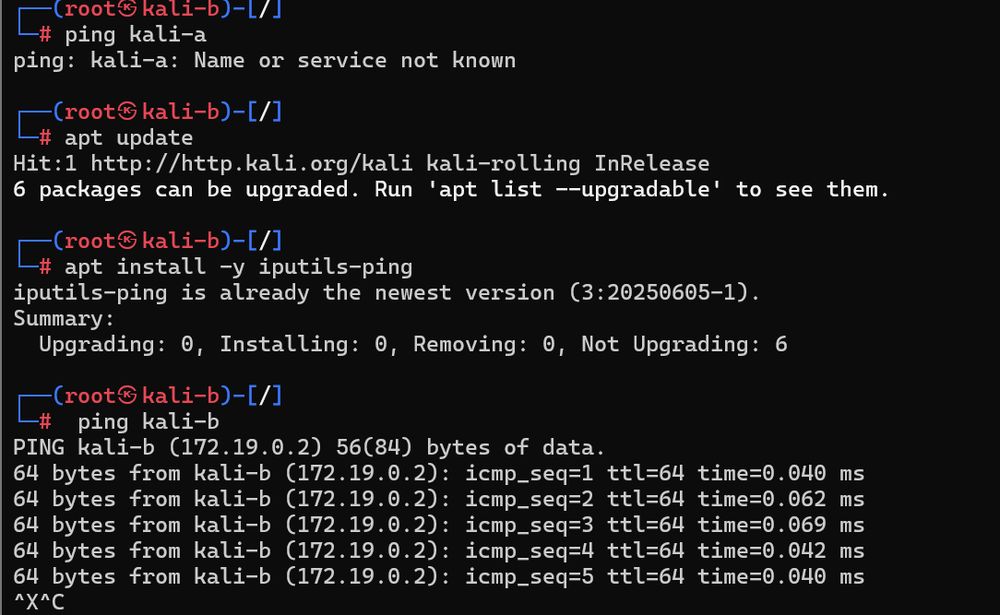 ┌──(root㉿kali-b)-[/]
└─# ping kali-a
ping: kali-a: Name or service not known
┌──(root㉿kali-b)-[/]
└─# apt update
Hit:1 http://http.kali.org/kali kali-rolling InRelease
6 packages can be upgraded. Run 'apt list --upgradable' to see them.
┌──(root㉿kali-b)-[/]
└─# apt install -y iputils-ping
iputils-ping is already the newest version (3:20250605-1).
Summary:
  Upgrading: 0, Installing: 0, Removing: 0, Not Upgrading: 6
┌──(root㉿kali-b)-[/]
└─#  ping kali-b
PING kali-b (172.19.0.2) 56(84) bytes of data.
64 bytes from kali-b (172.19.0.2): icmp_seq=1 ttl=64 time=0.040 ms
64 bytes from kali-b (172.19.0.2): icmp_seq=2 ttl=64 time=0.062 ms
64 bytes from kali-b (172.19.0.2): icmp_seq=3 ttl=64 time=0.069 ms
64 bytes from kali-b (172.19.0.2): icmp_seq=4 ttl=64 time=0.042 ms
64 bytes from kali-b (172.19.0.2): icmp_seq=5 ttl=64 time=0.040 ms
^X^C